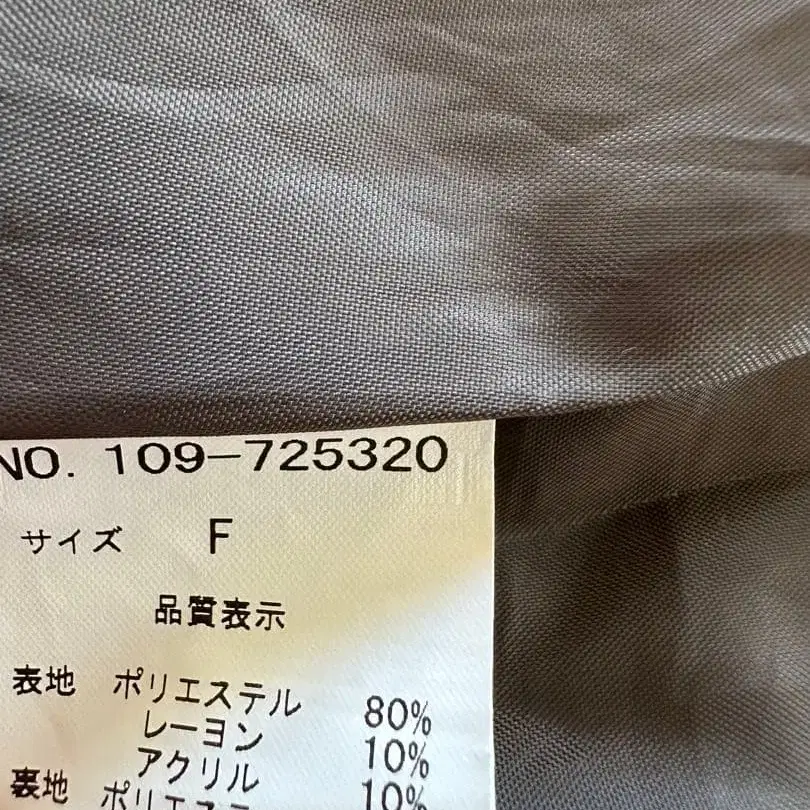 NO. 109-725320
サイズ F
品質表示
表地 ポリエステル 80%
レーヨン 10%
アクリル 10%
裏地